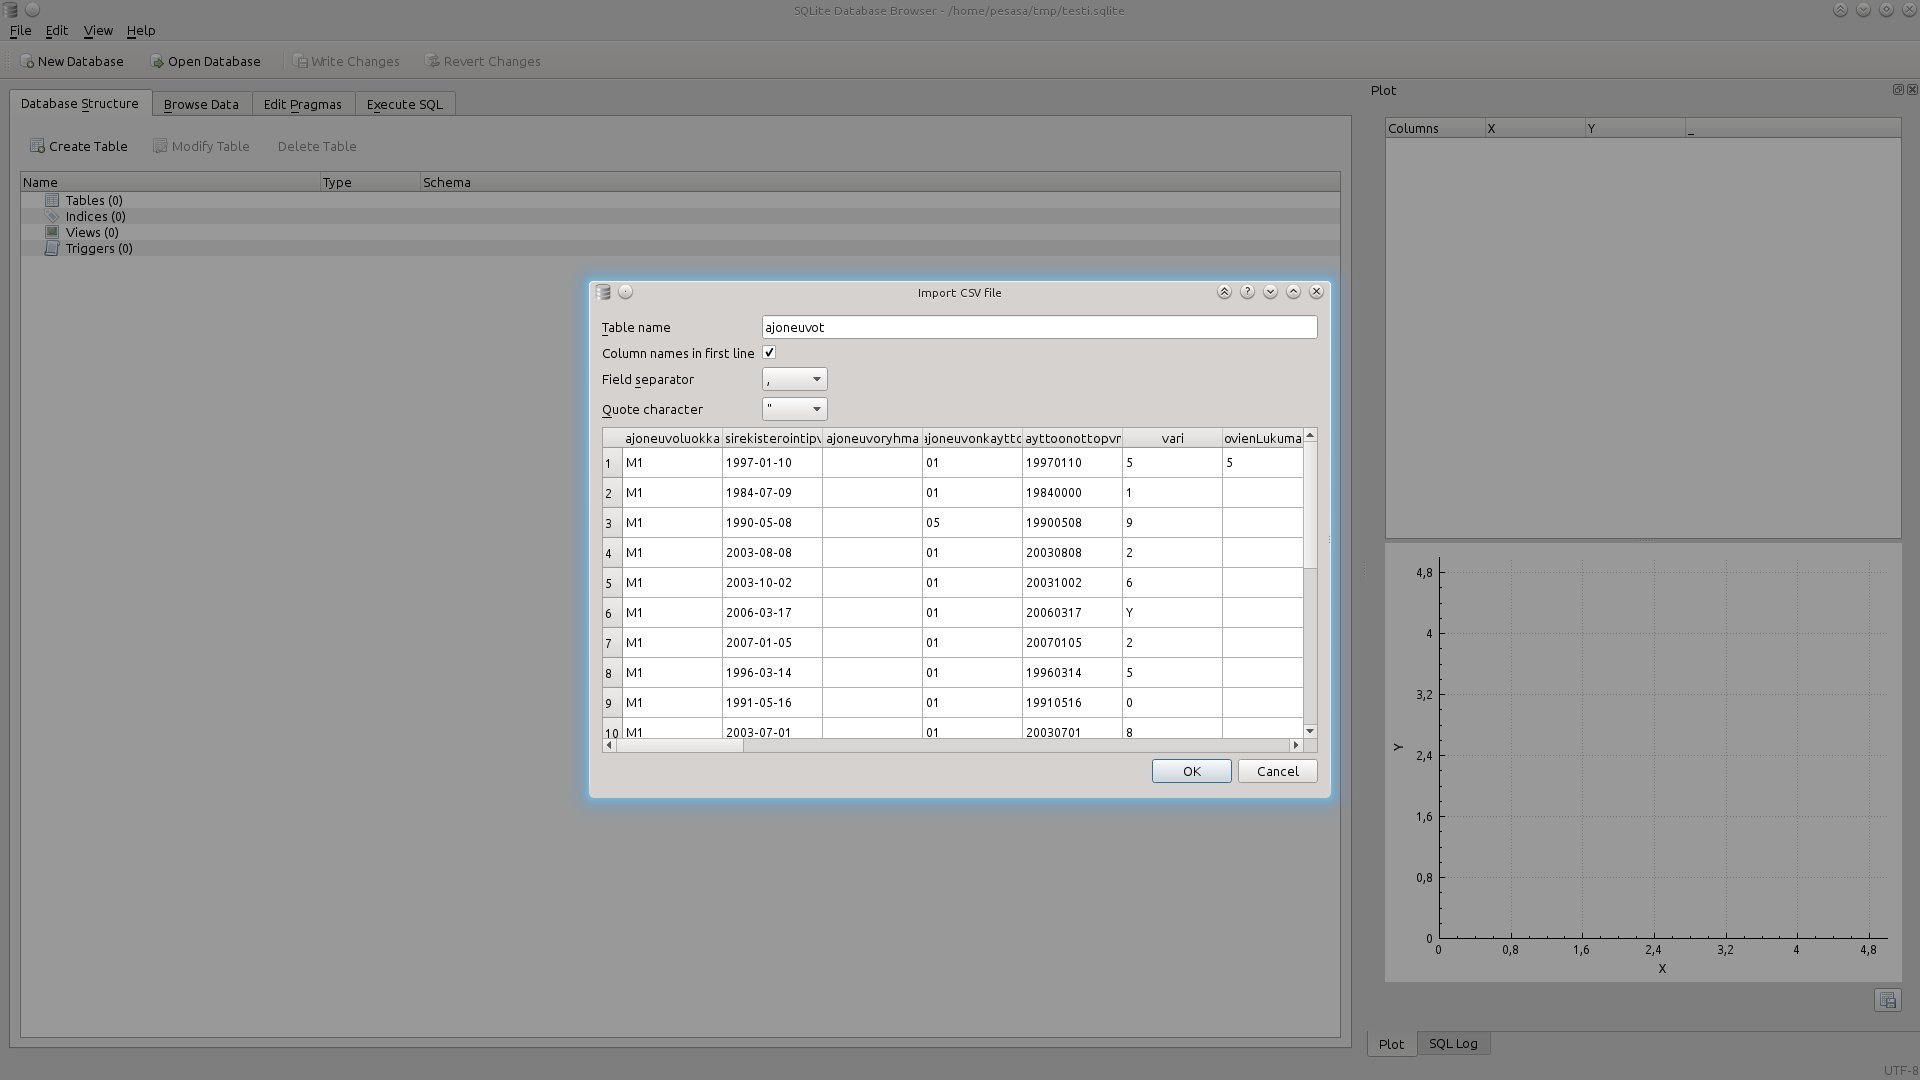 SQLite Database Browser - /home/pesasa/tmp/testi.sqlite
File Edit View Help
New Database Open Database Write Changes Revert Changes
Database Structure Browse Data Edit Pragmas Execute SQL
Create Table Modify Table Delete Table
Name Type Schema
Tables (0)
Indices (0)
Views (0)
Triggers (0)
Import CSV file
Table name ajoneuvot
Column names in first line
Field separator ,
Quote character "
ajoneuvoluokka sirekisterointipv ajoneuvoryhma ajoneuvonkaytto ayttoonottopvr vari ovienLukuma
1 M1 1997-01-10 01 19970110 5 5
2 M1 1984-07-09 01 19840000 1
3 M1 1990-05-08 05 19900508 9
4 M1 2003-08-08 01 20030808 2
5 M1 2003-10-02 01 20031002 6
6 M1 2006-03-17 01 20060317 Y
7 M1 2007-01-05 01 20070105 2
8 M1 1996-03-14 01 19960314 5
9 M1 1991-05-16 01 19910516 0
10 M1 2003-07-01 01 20030701 8
OK Cancel
Plot
Columns X Y _
4,8
4
3,2
Y
2,4
1,6
0,8
0
0 0,8 1,6 2,4 3,2 4 4,8
X
Plot SQL Log
UTF-8